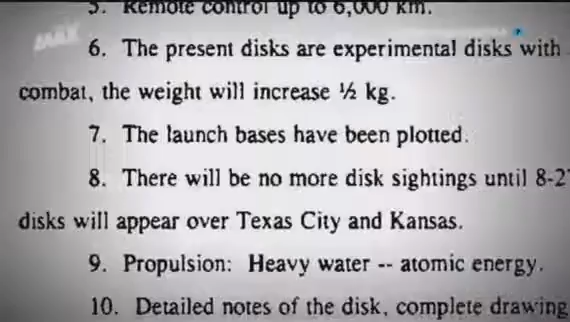 5. Remote control up to 6,000 km.
6. The present disks are experimental disks with
combat, the weight will increase ½ kg.
7. The launch bases have been plotted.
8. There will be no more disk sightings until 8-2
disks will appear over Texas City and Kansas.
9. Propulsion: Heavy water -- atomic energy.
10. Detailed notes of the disk, complete drawing